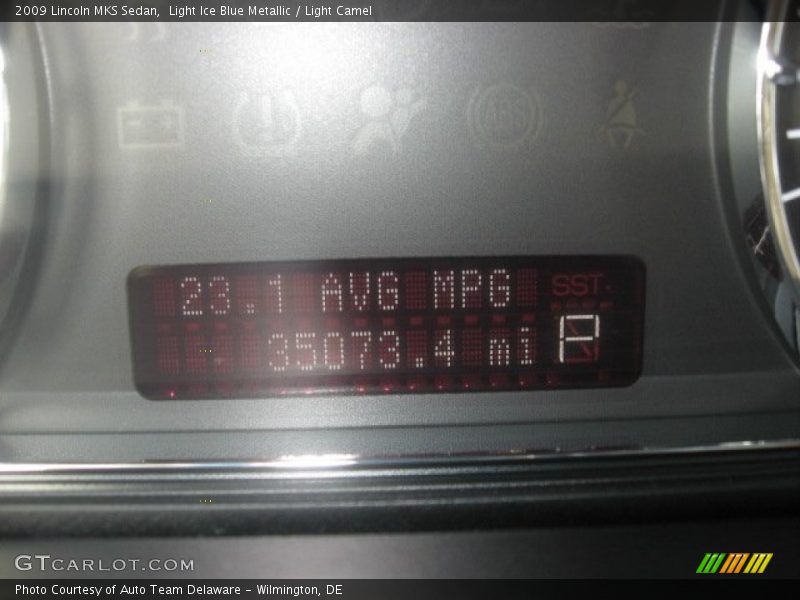 2009 Lincoln MKS Sedan,  Light Ice Blue Metallic / Light Camel
23.1 AVG MPG
SST
35073.4 mi
P
GTCARLOT.COM
Photo Courtesy of Auto Team Delaware - Wilmington, DE